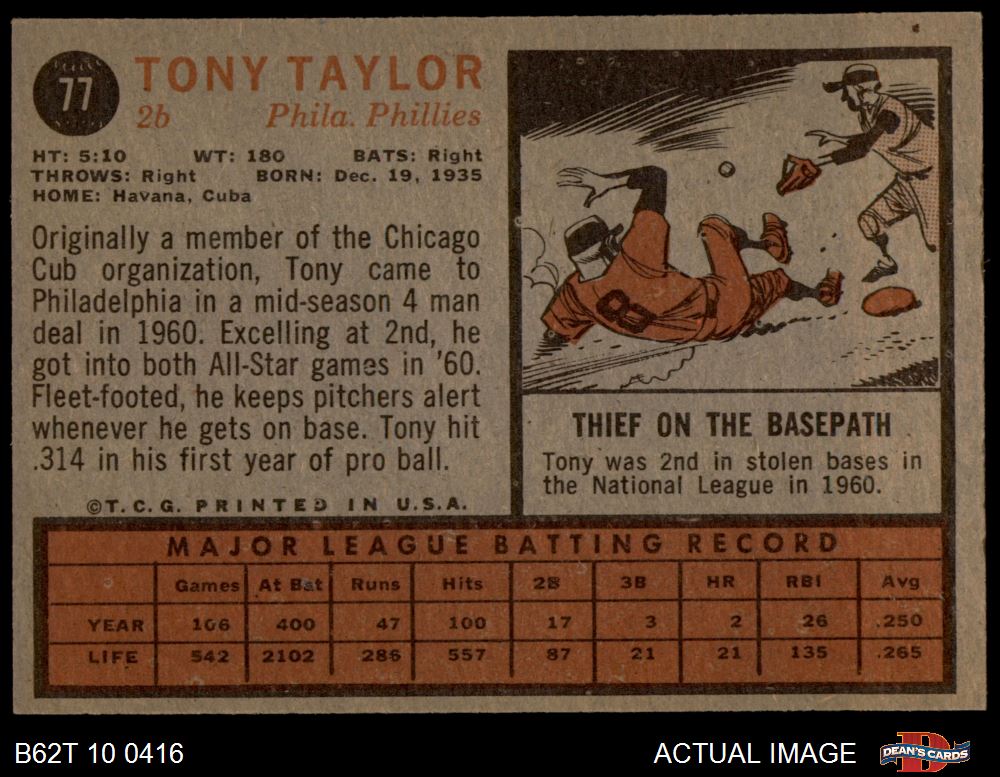 77
TONY TAYLOR
2b Phila. Phillies
HT: 5:10 WT: 180 BATS: Right
THROWS: Right BORN: Dec. 19, 1935
HOME: Havana, Cuba
Originally a member of the Chicago
Cub organization, Tony came to
Philadelphia in a mid-season 4 man
deal in 1960. Excelling at 2nd, he
got into both All-Star games in '60.
Fleet-footed, he keeps pitchers alert
whenever he gets on base. Tony hit
.314 in his first year of pro ball.
©T.C.G. PRINTED IN U.S.A.
8
THIEF ON THE BASEPATH
Tony was 2nd in stolen bases in
the National League in 1960.
MAJOR LEAGUE BATTING RECORD
Games At Bat Runs Hits 2B 3B HR RBI Avg
YEAR 106 400 47 100 17 3 2 26 .250
LIFE 542 2102 286 557 87 21 21 135 .265
B62T 10 0416
ACTUAL IMAGE
D
DEAN'S CARDS